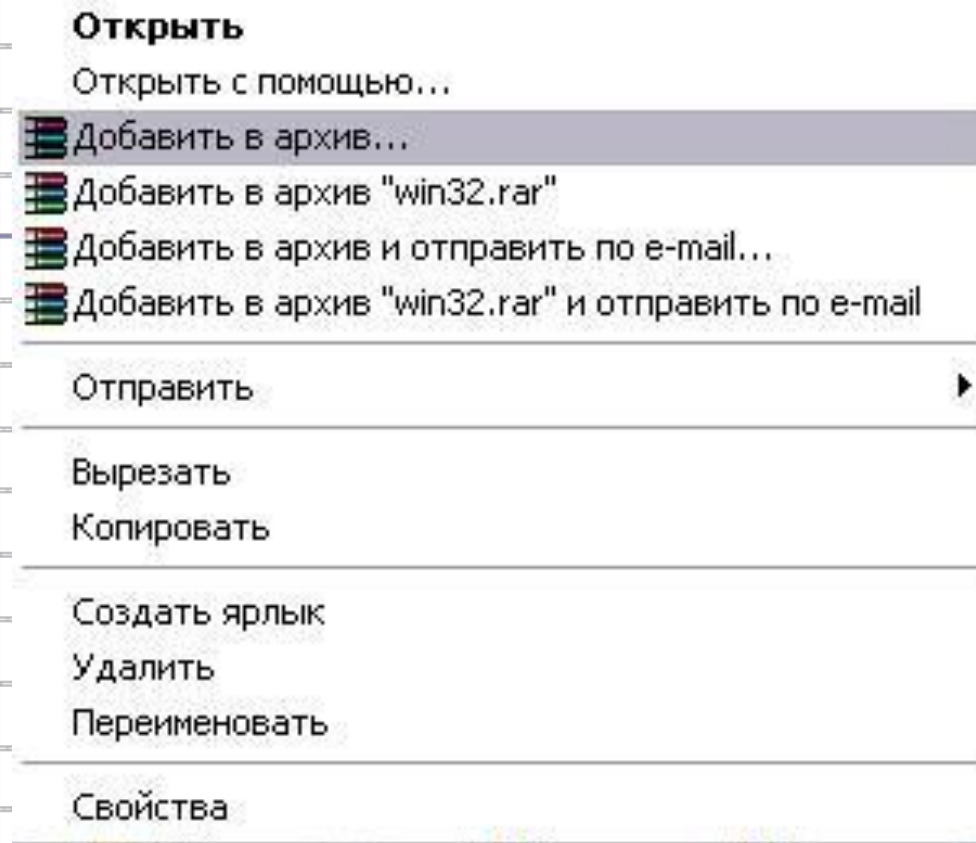 Открыть
Открыть с помощью...
Добавить в архив...
Добавить в архив "win32.rar"
Добавить в архив и отправить по e-mail...
Добавить в архив "win32.rar" и отправить по e-mail
Отправить
Вырезать
Копировать
Создать ярлык
Удалить
Переименовать
Свойства